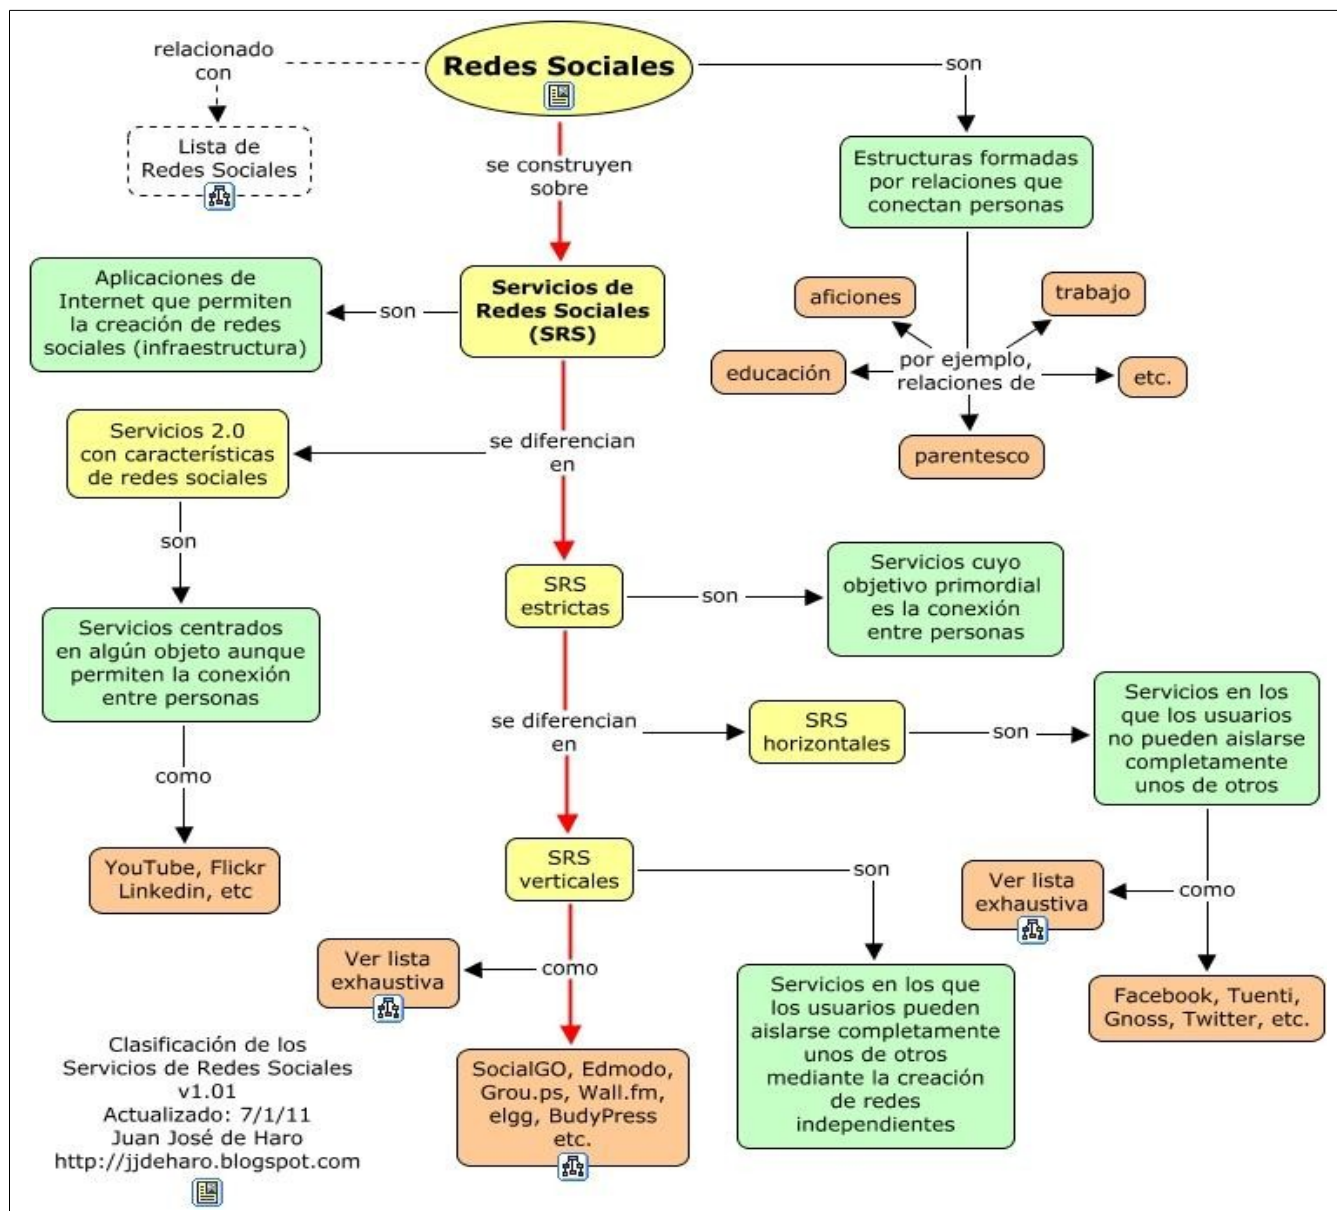 Redes Sociales
relacionado
con
Lista de
Redes Sociales
son
Estructuras formadas
por relaciones que
conectan personas
por ejemplo,
relaciones de
aficiones
trabajo
educación
etc.
parentesco
se construyen
sobre
Servicios de
Redes Sociales
(SRS)
son
Aplicaciones de
Internet que permiten
la creación de redes
sociales (infraestructura)
se diferencian
en
Servicios 2.0
con características
de redes sociales
son
Servicios centrados
en algún objeto aunque
permiten la conexión
entre personas
como
YouTube, Flickr
Linkedin, etc
SRS
estrictas
son
Servicios cuyo
objetivo primordial
es la conexión
entre personas
se diferencian
en
SRS
horizontales
son
Servicios en los
que los usuarios
no pueden aislarse
completamente
unos de otros
como
Ver lista
exhaustiva
Facebook, Tuenti,
Gnoss, Twitter, etc.
SRS
verticales
son
Servicios en los que
los usuarios pueden
aislarse completamente
unos de otros
mediante la creación
de redes
independientes
como
Ver lista
exhaustiva
SocialGO, Edmodo,
Grou.ps, Wall.fm,
elgg, BudyPress
etc.
Clasificación de los
Servicios de Redes Sociales
v1.01
Actualizado: 7/1/11
Juan José de Haro
http://jjdeharo.blogspot.com